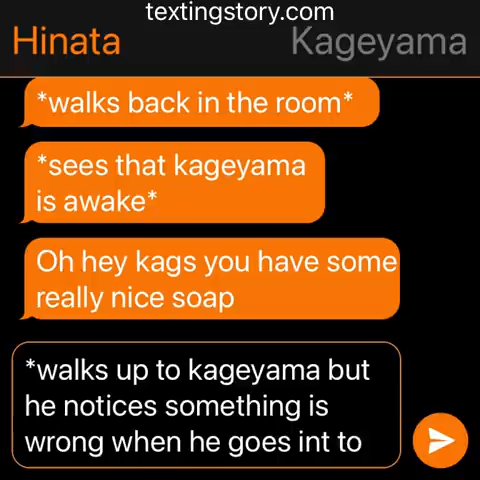 textingstory.com
Hinata Kageyama
*walks back in the room*
*sees that kageyama
is awake*
Oh hey kags you have some
really nice soap
*walks up to kageyama but
he notices something is
wrong when he goes int to